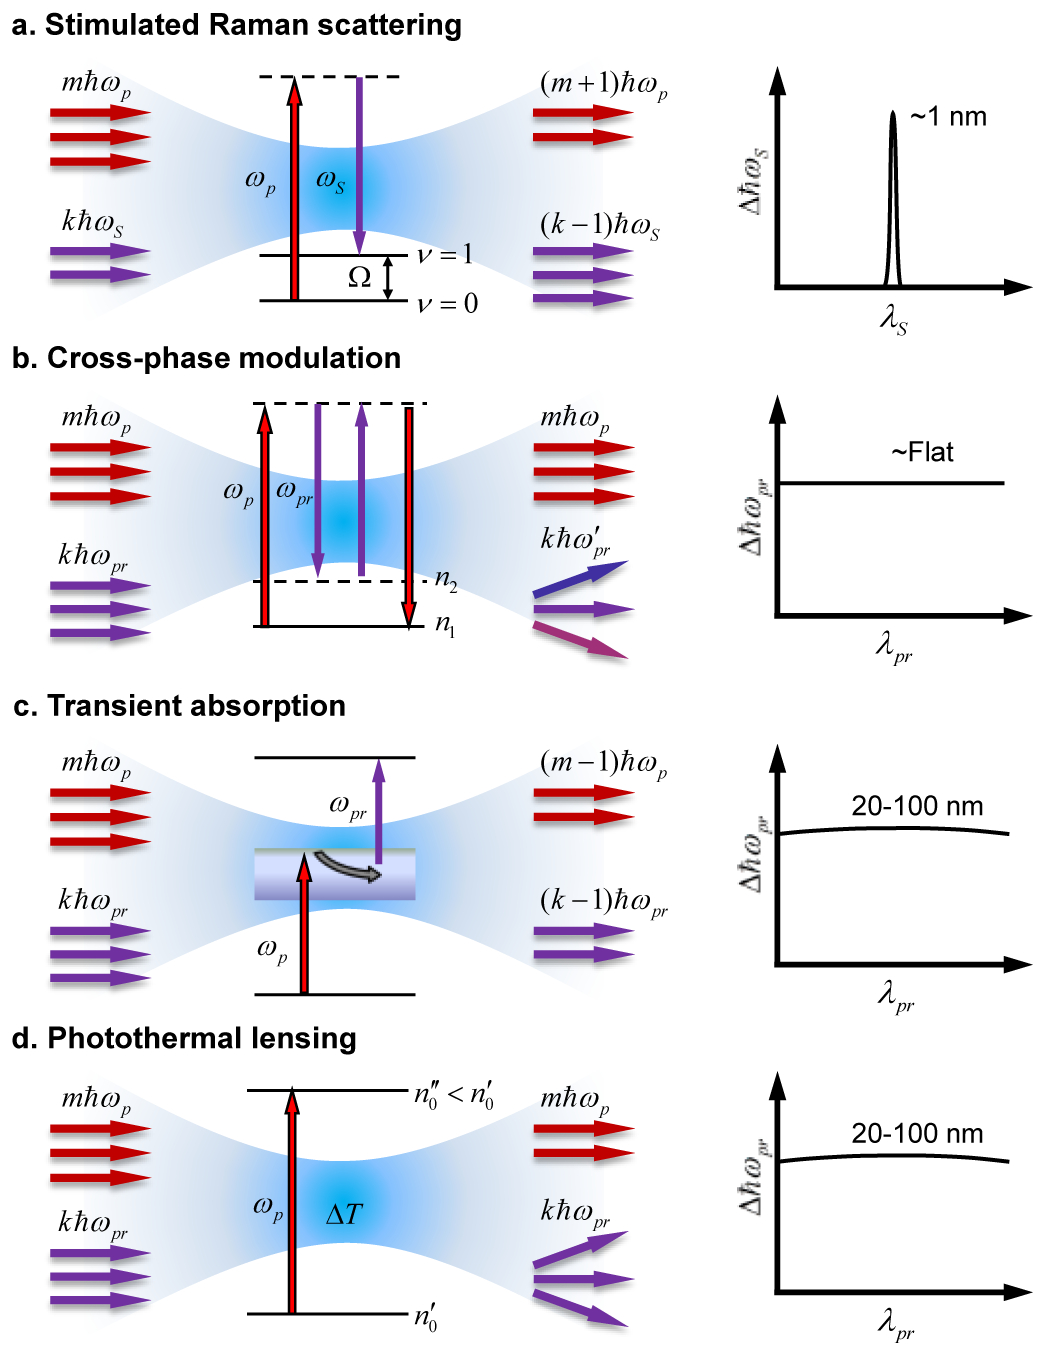 a. Stimulated Raman scattering
mħω_p
kħω_S
ω_p
ω_S
ν = 1
Ω
ν = 0
(m+1)ħω_p
(k−1)ħω_S
Δħω_S
~1 nm
λ_S
b. Cross-phase modulation
mħω_p
kħω_pr
ω_p
ω_pr
n_2
n_1
mħω_p
kħω′_pr
Δħω_pr
~Flat
λ_pr
c. Transient absorption
mħω_p
kħω_pr
ω_pr
ω_p
(m−1)ħω_p
(k−1)ħω_pr
Δħω_pr
20-100 nm
λ_pr
d. Photothermal lensing
mħω_p
kħω_pr
n″_0 < n′_0
ω_p
ΔT
n′_0
mħω_p
kħω_pr
Δħω_pr
20-100 nm
λ_pr